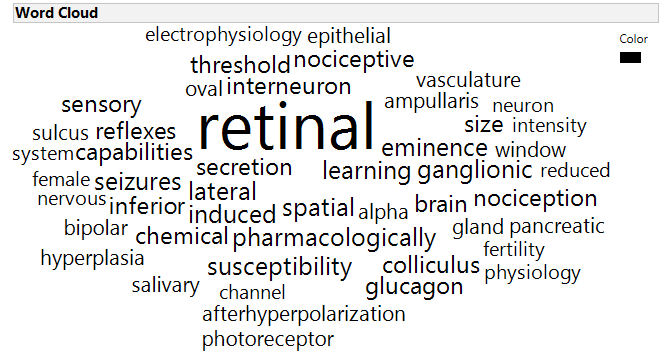 Word Cloud
electrophysiology epithelial
Color
threshold nociceptive
oval interneuron vasculature
sensory retinal ampullaris neuron
sulcus reflexes size intensity
system capabilities eminence window
secretion learning ganglionic reduced
female seizures lateral
nervous inferior induced spatial alpha brain nociception
bipolar chemical pharmacologically gland pancreatic
hyperplasia susceptibility colliculus fertility
salivary channel glucagon physiology
afterhyperpolarization
photoreceptor